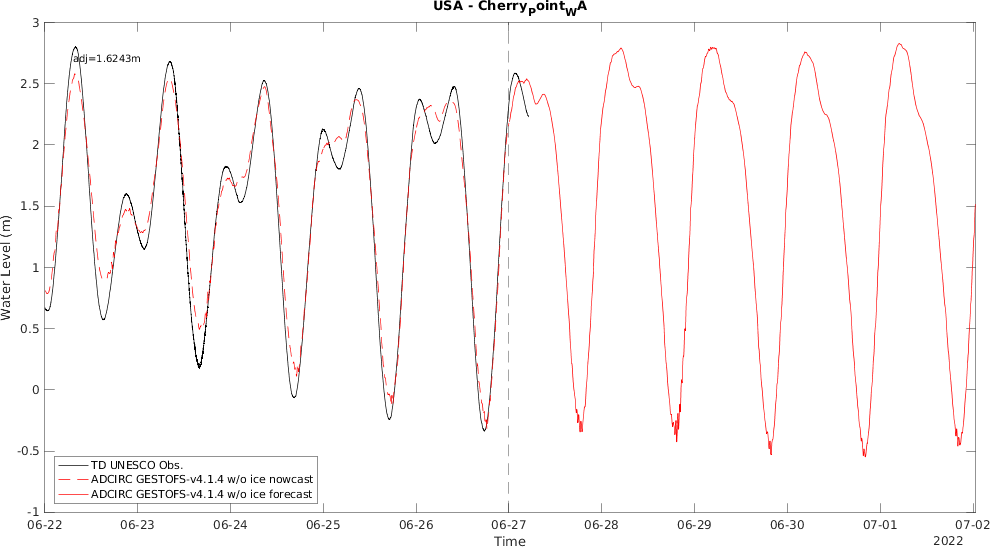 USA - Cherry_Point_WA
adj=1.6243m
3
2.5
2
1.5
1
0.5
0
-0.5
-1
Water Level (m)
TD UNESCO Obs.
ADCIRC GESTOFS-v4.1.4 w/o ice nowcast
ADCIRC GESTOFS-v4.1.4 w/o ice forecast
06-22 06-23 06-24 06-25 06-26 06-27 06-28 06-29 06-30 07-01 07-02
Time
2022